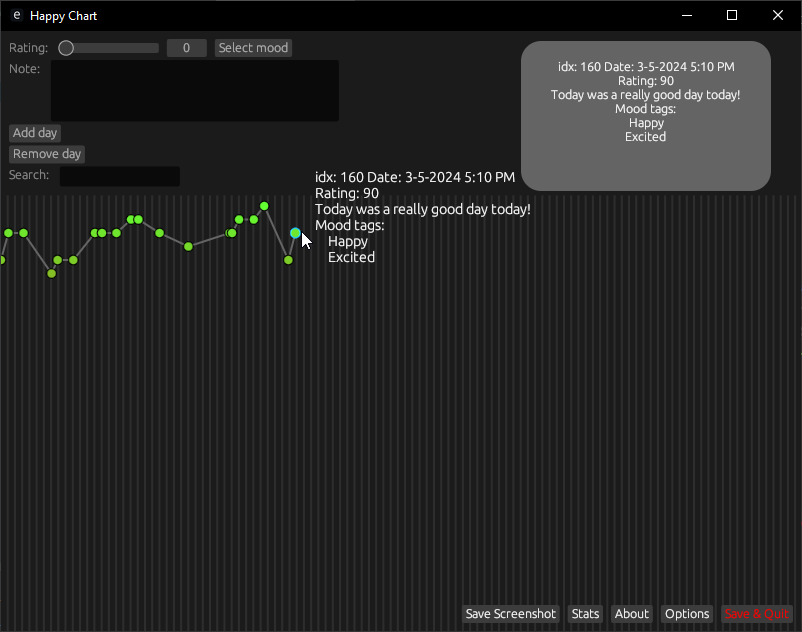 e Happy Chart
Rating: 0 Select mood
Note:
Add day
Remove day
Search:
idx: 160 Date: 3-5-2024 5:10 PM
Rating: 90
Today was a really good day today!
Mood tags:
Happy
Excited
idx: 160 Date: 3-5-2024 5:10 PM
Rating: 90
Today was a really good day today!
Mood tags:
Happy
Excited
Save Screenshot Stats About Options Save & Quit